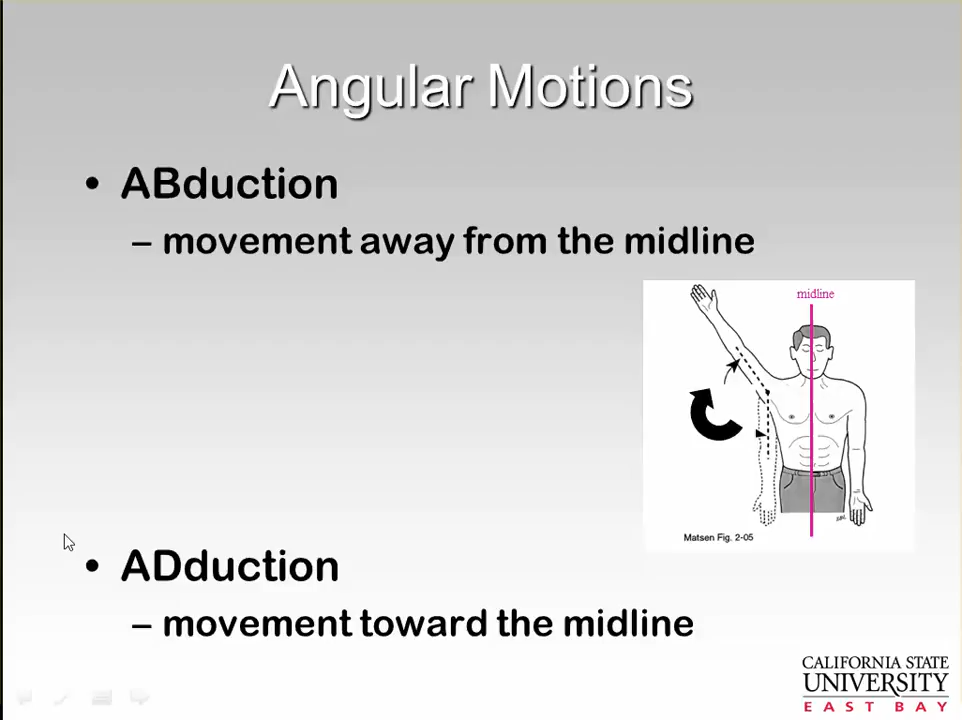 Angular Motions
• ABduction
– movement away from the midline
midline
Matsen Fig. 2-05
• ADduction
– movement toward the midline
CALIFORNIA STATE
UNIVERSITY
EAST BAY